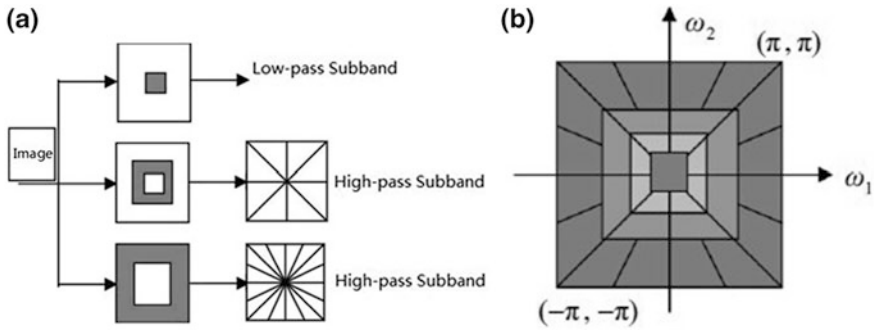 (a)
Low-pass Subband
Image
High-pass Subband
High-pass Subband
(b)
ω₂
(π, π)
ω₁
(−π, −π)